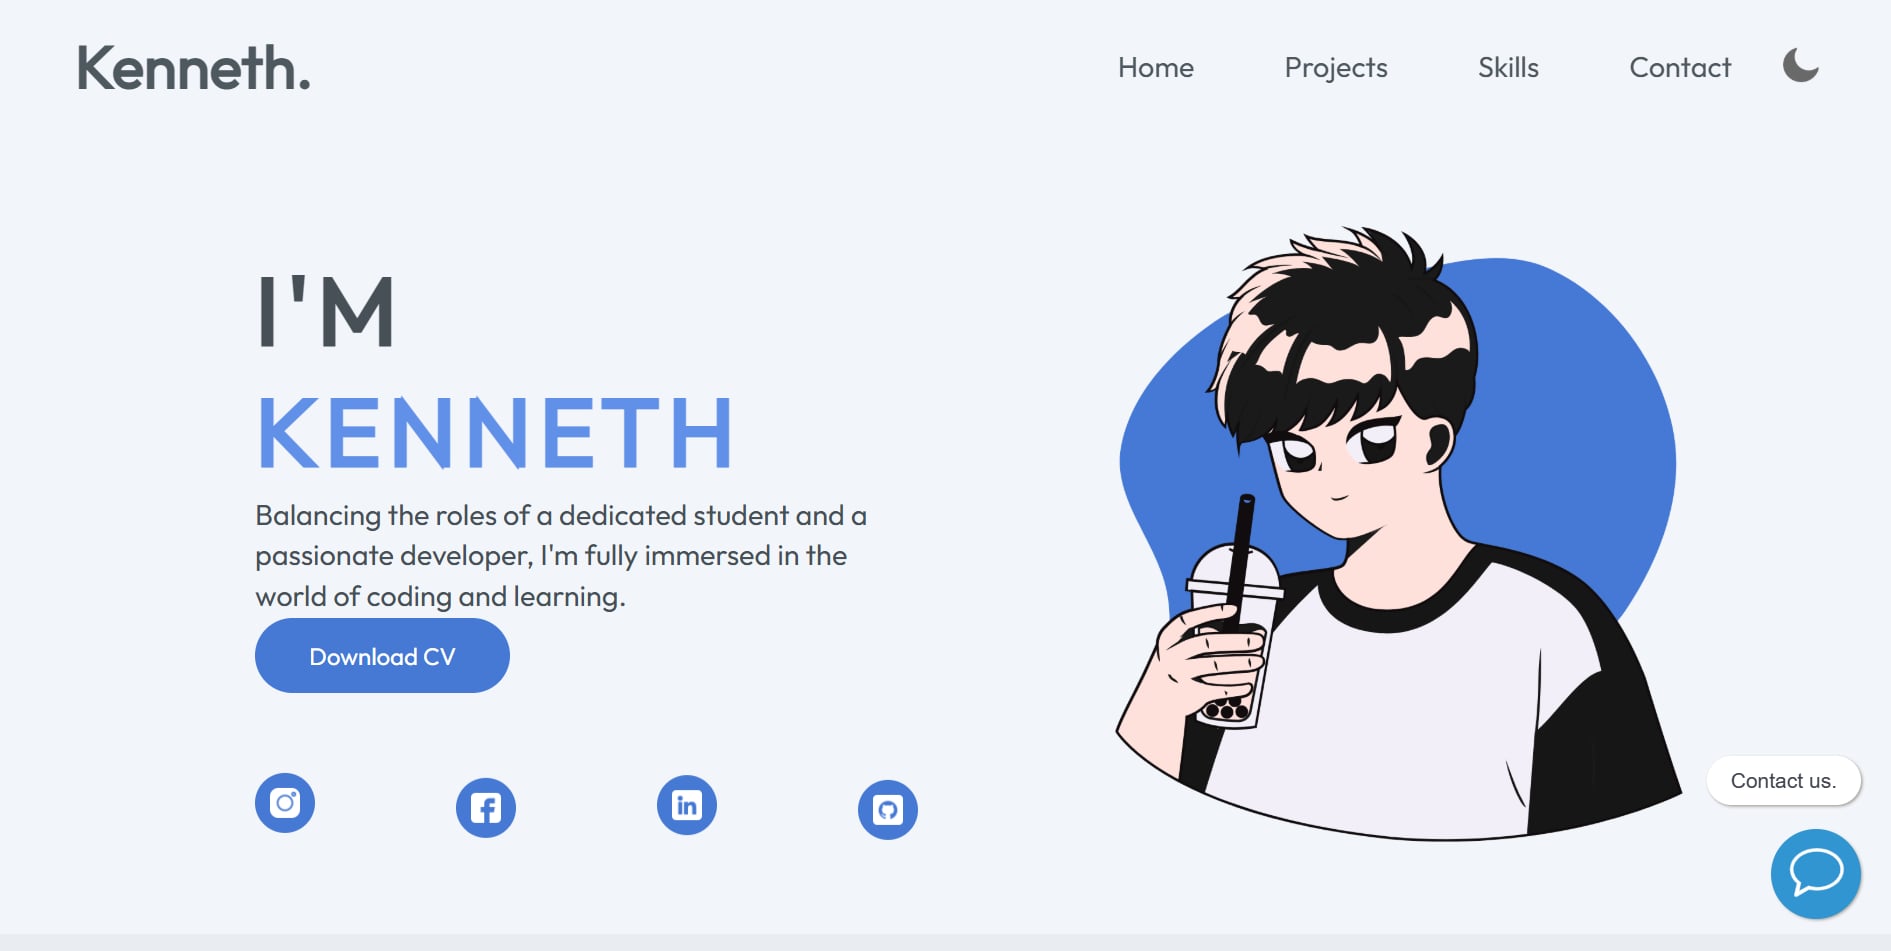 Kenneth.
Home
Projects
Skills
Contact
I'M
KENNETH
Balancing the roles of a dedicated student and a
passionate developer, I'm fully immersed in the
world of coding and learning.
Download CV
in
Contact us.